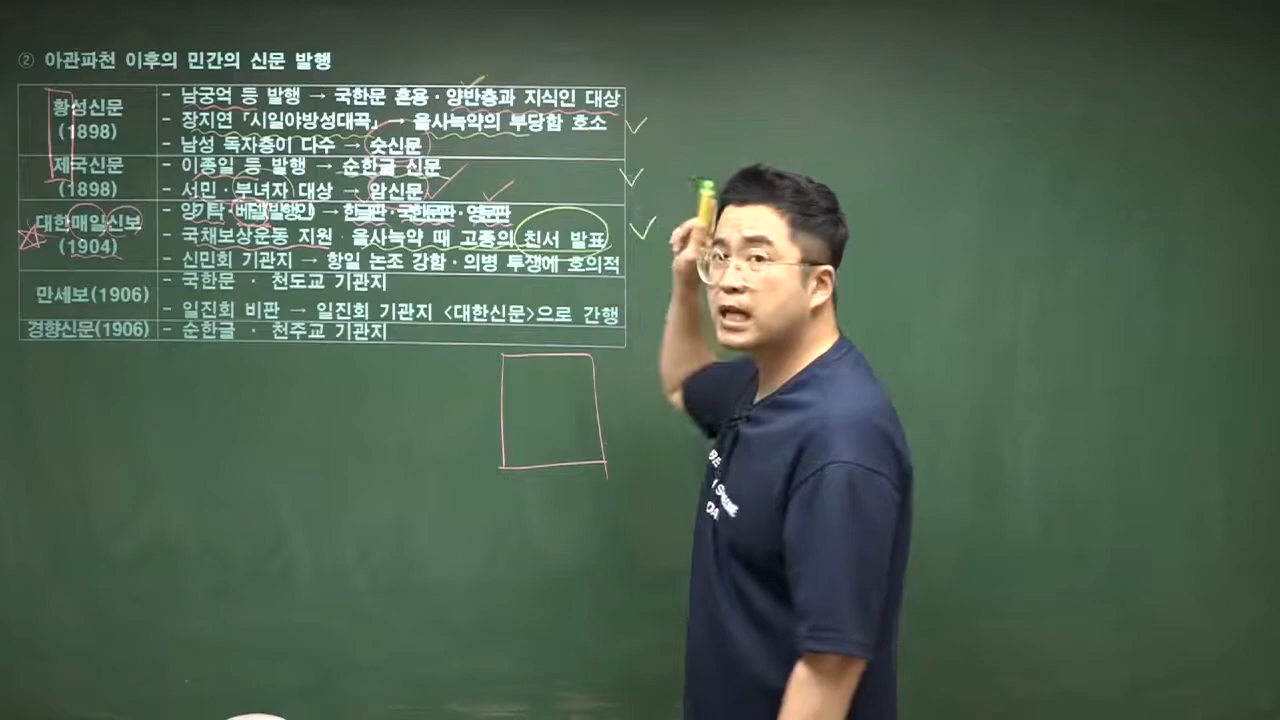 ② 아관파천 이후의 민간의 신문 발행
황성신문
(1898)
- 남궁억 등 발행 → 국한문 혼용·양반층과 지식인 대상
- 장지연 「시일야방성대곡」 → 을사늑약의 부당함 호소
- 남성 독자층이 다수 → 숫신문
제국신문
(1898)
- 이종일 등 발행 → 순한글 신문
- 서민·부녀자 대상 → 암신문
대한매일신보
(1904)
- 양기탁·베델(발행인) → 한글판·국한문판·영문판
- 국채보상운동 지원·을사늑약 때 고종의 친서 발표
- 신민회 기관지 → 항일 논조 강함·의병 투쟁에 호의적
만세보(1906)
- 국한문 · 천도교 기관지
- 일진회 비판 → 일진회 기관지 <대한신문>으로 간행
경향신문(1906)
- 순한글 · 천주교 기관지